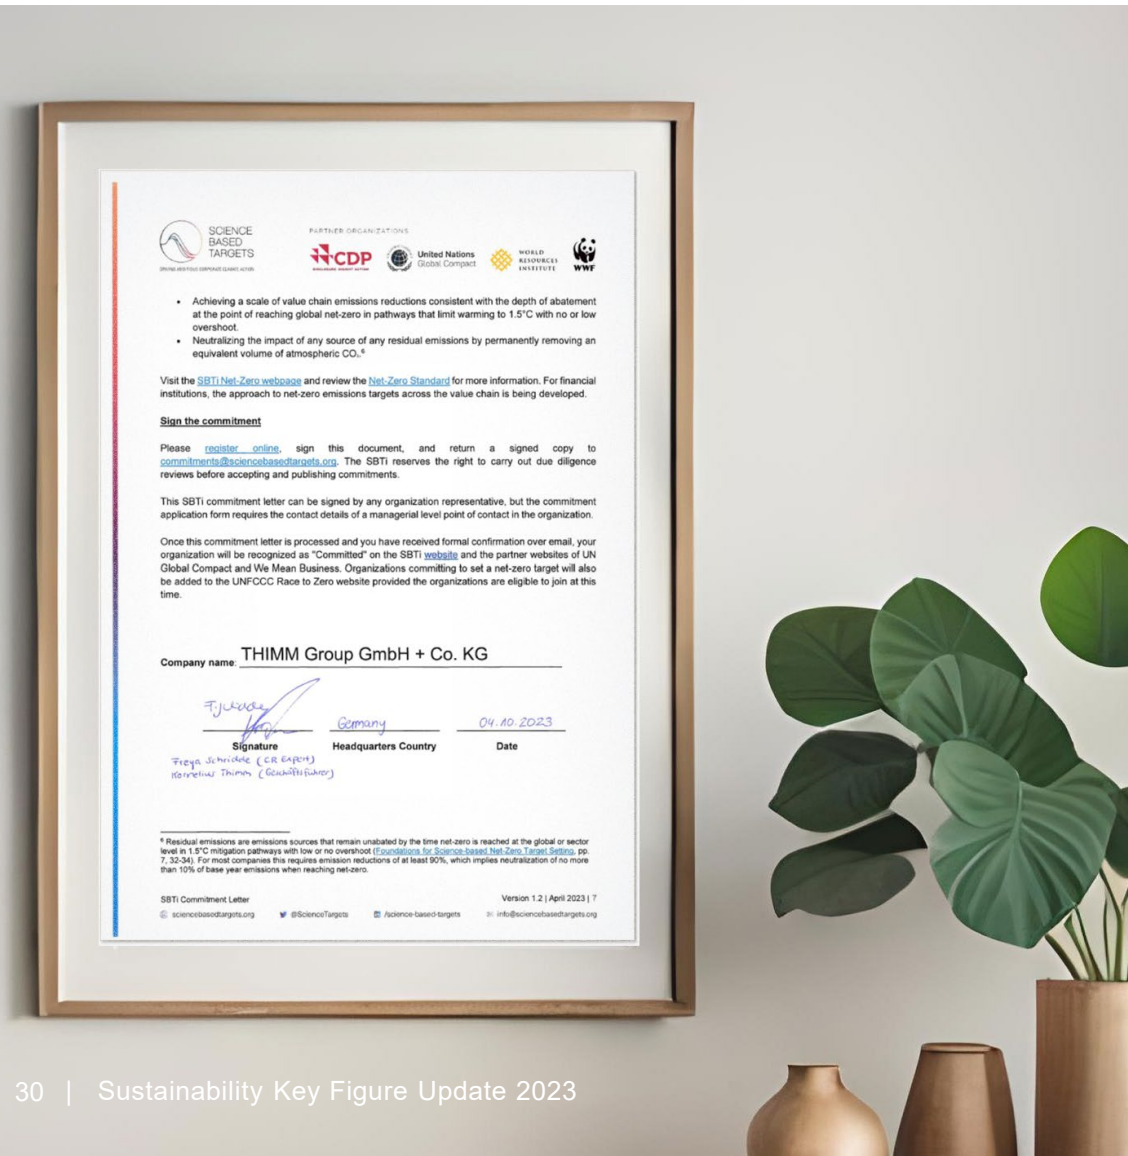 SCIENCE
BASED
TARGETS
DRIVING AMBITIOUS CORPORATE CLIMATE ACTION
PARTNER ORGANIZATIONS
CDP
DISCLOSURE INSIGHT ACTION
United Nations
Global Compact
WORLD
RESOURCES
INSTITUTE
WWF
• Achieving a scale of value chain emissions reductions consistent with the depth of abatement
at the point of reaching global net-zero in pathways that limit warming to 1.5°C with no or low
overshoot.
• Neutralizing the impact of any source of any residual emissions by permanently removing an
equivalent volume of atmospheric CO₂.⁶
Visit the SBTi Net-Zero webpage and review the Net-Zero Standard for more information. For financial
institutions, the approach to net-zero emissions targets across the value chain is being developed.
Sign the commitment
Please register online, sign this document, and return a signed copy to
commitments@sciencebasedtargets.org. The SBTi reserves the right to carry out due diligence
reviews before accepting and publishing commitments.
This SBTi commitment letter can be signed by any organization representative, but the commitment
application form requires the contact details of a managerial level point of contact in the organization.
Once this commitment letter is processed and you have received formal confirmation over email, your
organization will be recognized as "Committed" on the SBTi website and the partner websites of UN
Global Compact and We Mean Business. Organizations committing to set a net-zero target will also
be added to the UNFCCC Race to Zero website provided the organizations are eligible to join at this
time.
Company name: THIMM Group GmbH + Co. KG
Germany 04.10.2023
Signature Headquarters Country Date
Freya Schridde (CR Expert)
Kornelius Thimm (Geschäftsführer)
⁶ Residual emissions are emissions sources that remain unabated by the time net-zero is reached at the global or sector
level in 1.5°C mitigation pathways with low or no overshoot (Foundations for Science-based Net-Zero Target Setting, pp.
7, 32-34). For most companies this requires emission reductions of at least 90%, which implies neutralization of no more
than 10% of base year emissions when reaching net-zero.
SBTi Commitment Letter Version 1.2 | April 2023 | 7
sciencebasedtargets.org @ScienceTargets /science-based-targets info@sciencebasedtargets.org
30 | Sustainability Key Figure Update 2023